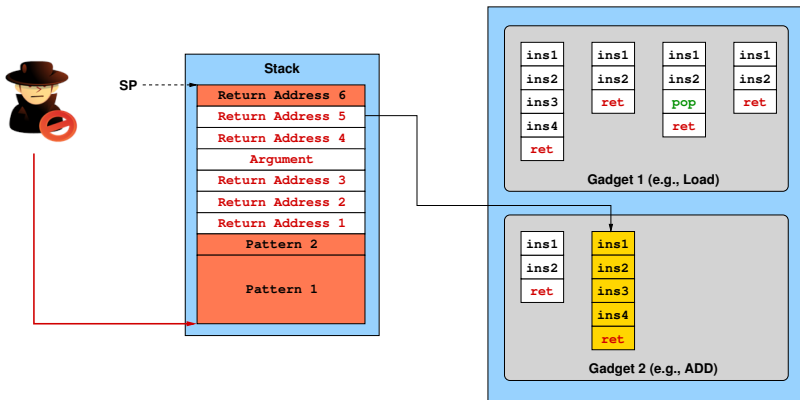 Stack
SP
Return Address 6
Return Address 5
Return Address 4
Argument
Return Address 3
Return Address 2
Return Address 1
Pattern 2
Pattern 1
ins1
ins2
ins3
ins4
ret
ins1
ins2
ret
ins1
ins2
pop
ret
ins1
ins2
ret
Gadget 1 (e.g., Load)
ins1
ins2
ret
ins1
ins2
ins3
ins4
ret
Gadget 2 (e.g., ADD)